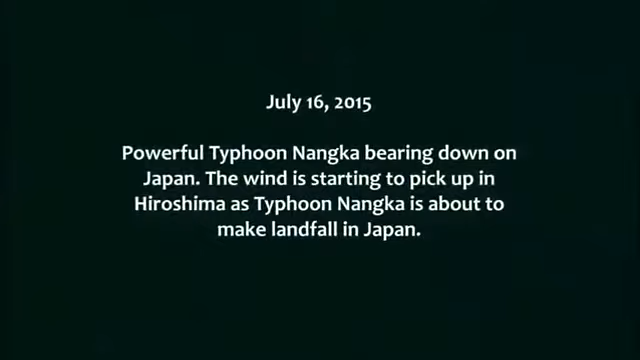 July 16, 2015
Powerful Typhoon Nangka bearing down on
Japan. The wind is starting to pick up in
Hiroshima as Typhoon Nangka is about to
make landfall in Japan.